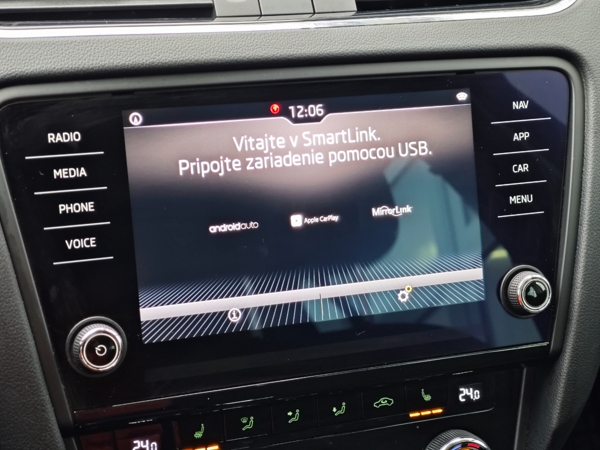 12:06
RADIO
MEDIA
PHONE
VOICE
Vitajte v SmartLink.
Pripojte zariadenie pomocou USB.
androidauto
Apple CarPlay
MirrorLink
NAV
APP
CAR
MENU
24.0
24.0